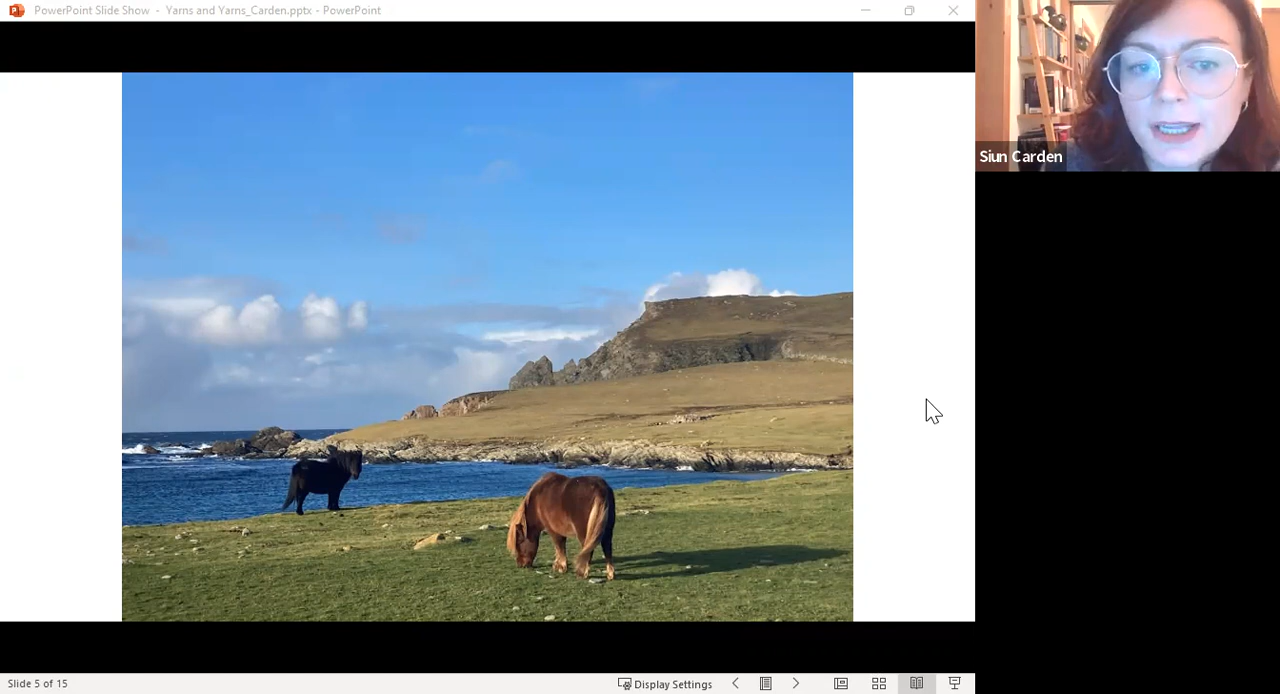 PowerPoint Slide Show - Yarns and Yarns_Carden.pptx - PowerPoint
Siun Carden
Slide 5 of 15
Display Settings